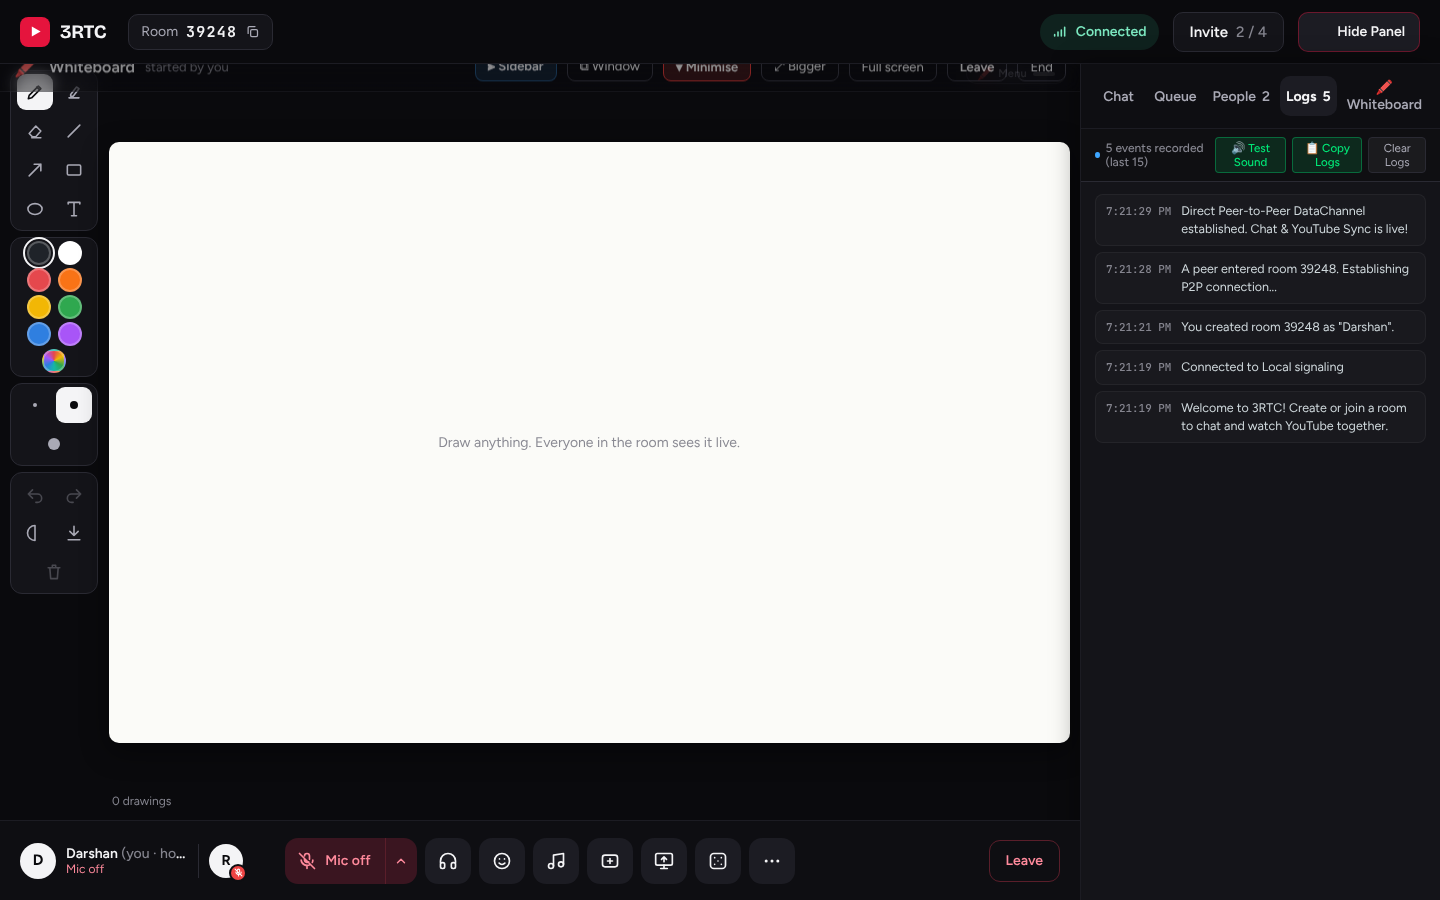 3RTC
Room 39248
Connected
Invite 2 / 4
Hide Panel
Whiteboard started by you
Sidebar
Window
Minimise
Bigger
Full screen
Leave
Menu
End
Chat
Queue
People 2
Logs 5
Whiteboard
5 events recorded
(last 15)
Test
Sound
Copy
Logs
Clear
Logs
7:21:29 PM Direct Peer-to-Peer DataChannel
established. Chat & YouTube Sync is live!
7:21:28 PM A peer entered room 39248. Establishing
P2P connection...
7:21:21 PM You created room 39248 as "Darshan".
7:21:19 PM Connected to Local signaling
7:21:19 PM Welcome to 3RTC! Create or join a room
to chat and watch YouTube together.
T
Draw anything. Everyone in the room sees it live.
0 drawings
D
Darshan (you · ho...
Mic off
R
Mic off
Leave